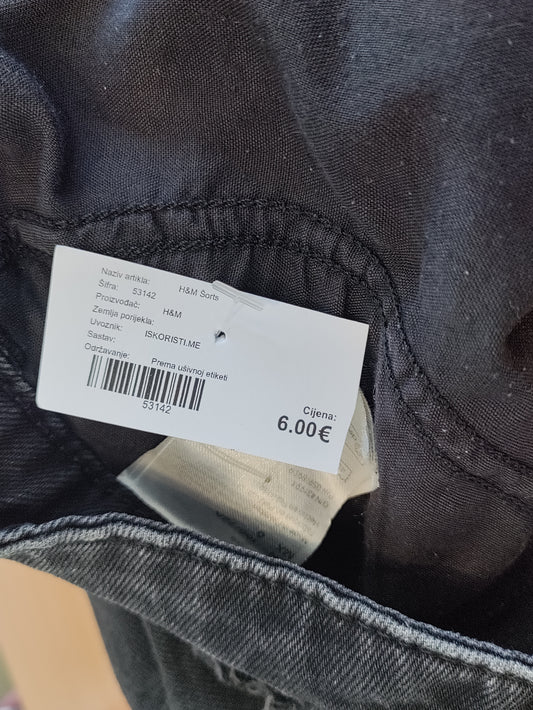 Naziv artikla: H&M Šorts
Šifra: 53142
Proizvođač: H&M
Zemlja porijekla:
Uvoznik: ISKORISTI.ME
Sastav:
Održavanje: Prema ušivnoj etiketi
53142
Cijena:
6.00€